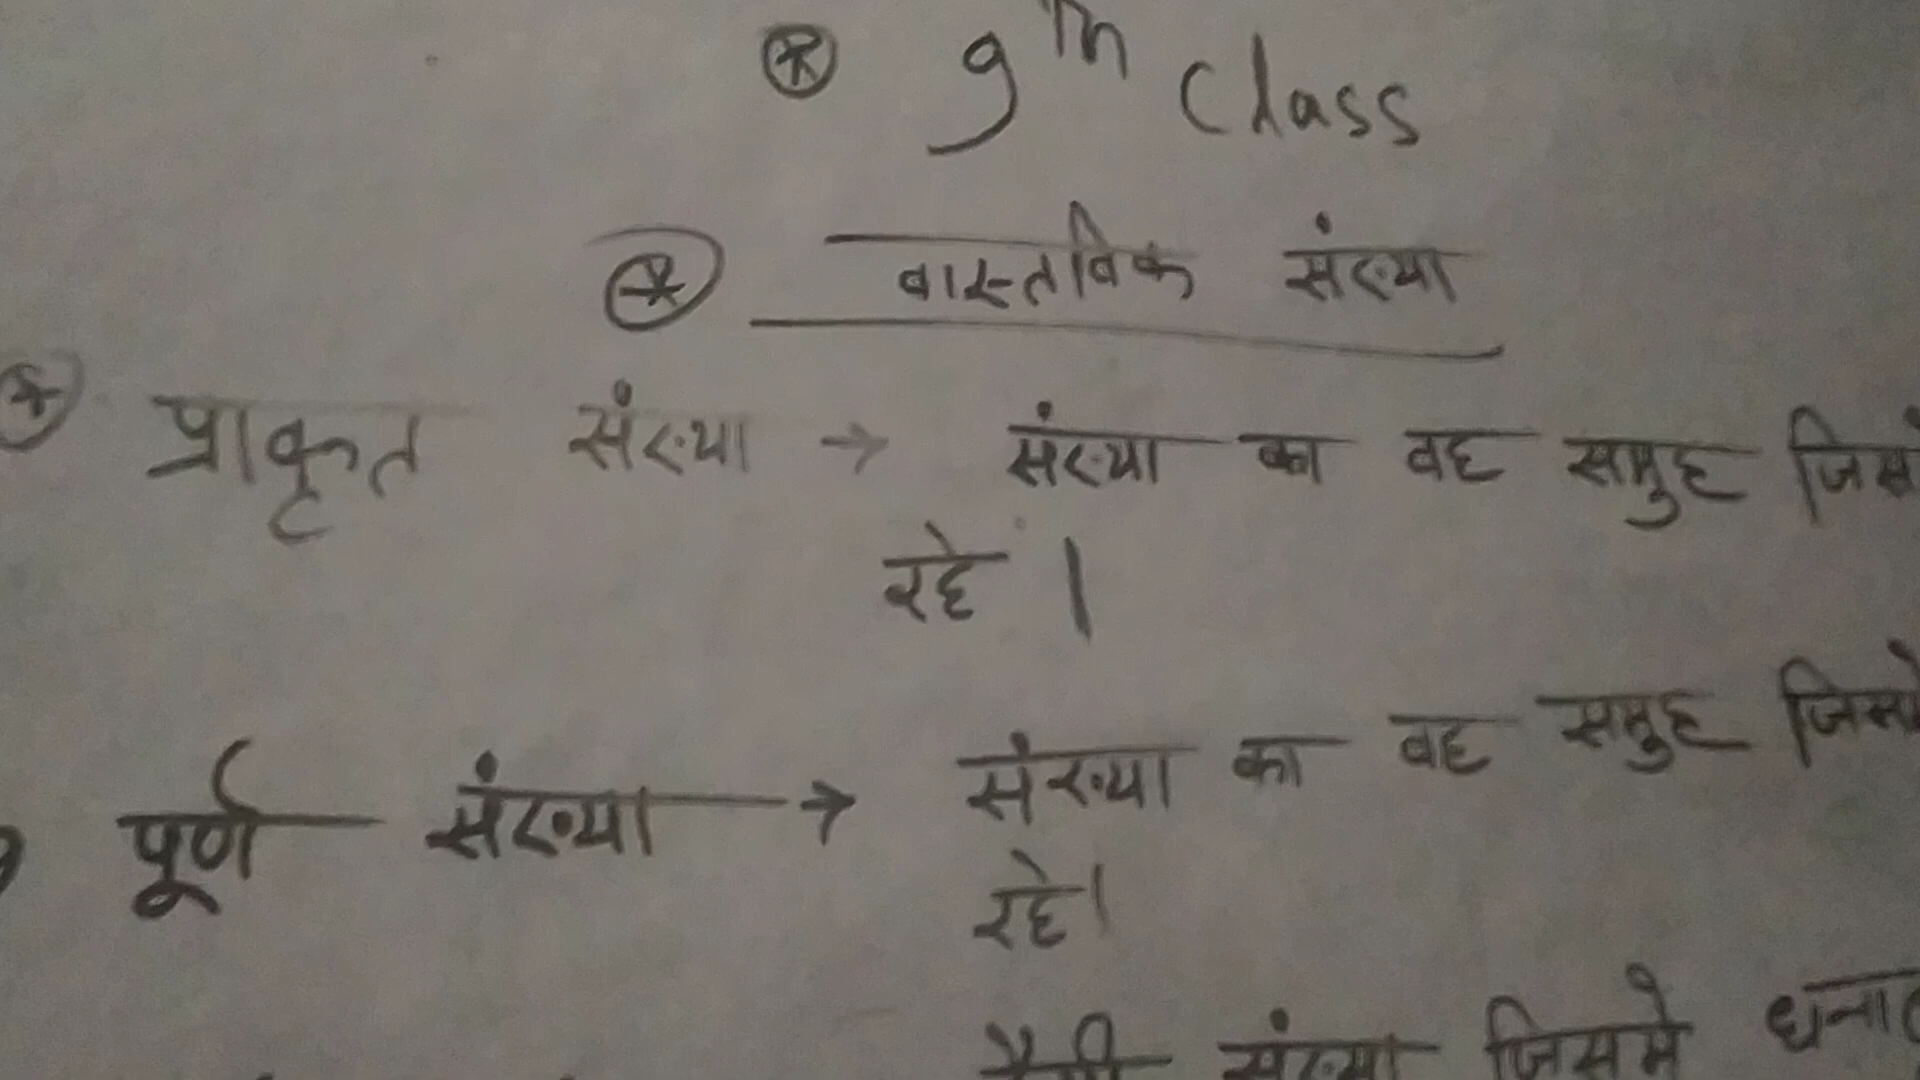 9th Class
वास्तविक संख्या
प्राकृत संख्या → संख्या का वह समुह
रहे ।
पूर्ण संख्या → संख्या का वह समुह
रहे।
संख्या जिसमे